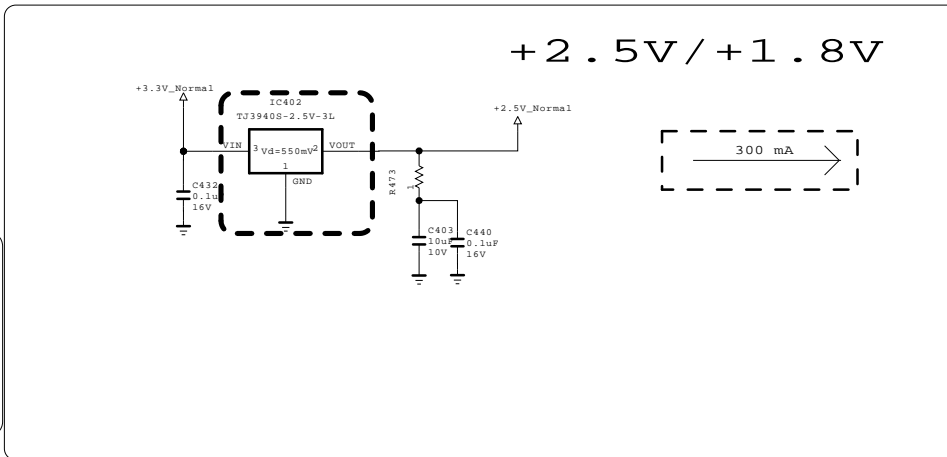 +2.5V/+1.8V
+3.3V_Normal
IC402
TJ3940S-2.5V-3L
+2.5V_Normal
VIN
3
Vd=550mV
2
VOUT
1
GND
300 mA
R473
1
C432
0.1u
16V
C403
10uF
10V
C440
0.1uF
16V